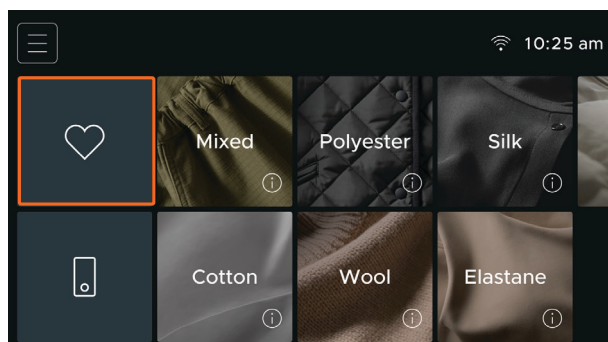 10:25 am
Mixed
Polyester
Silk
Cotton
Wool
Elastane